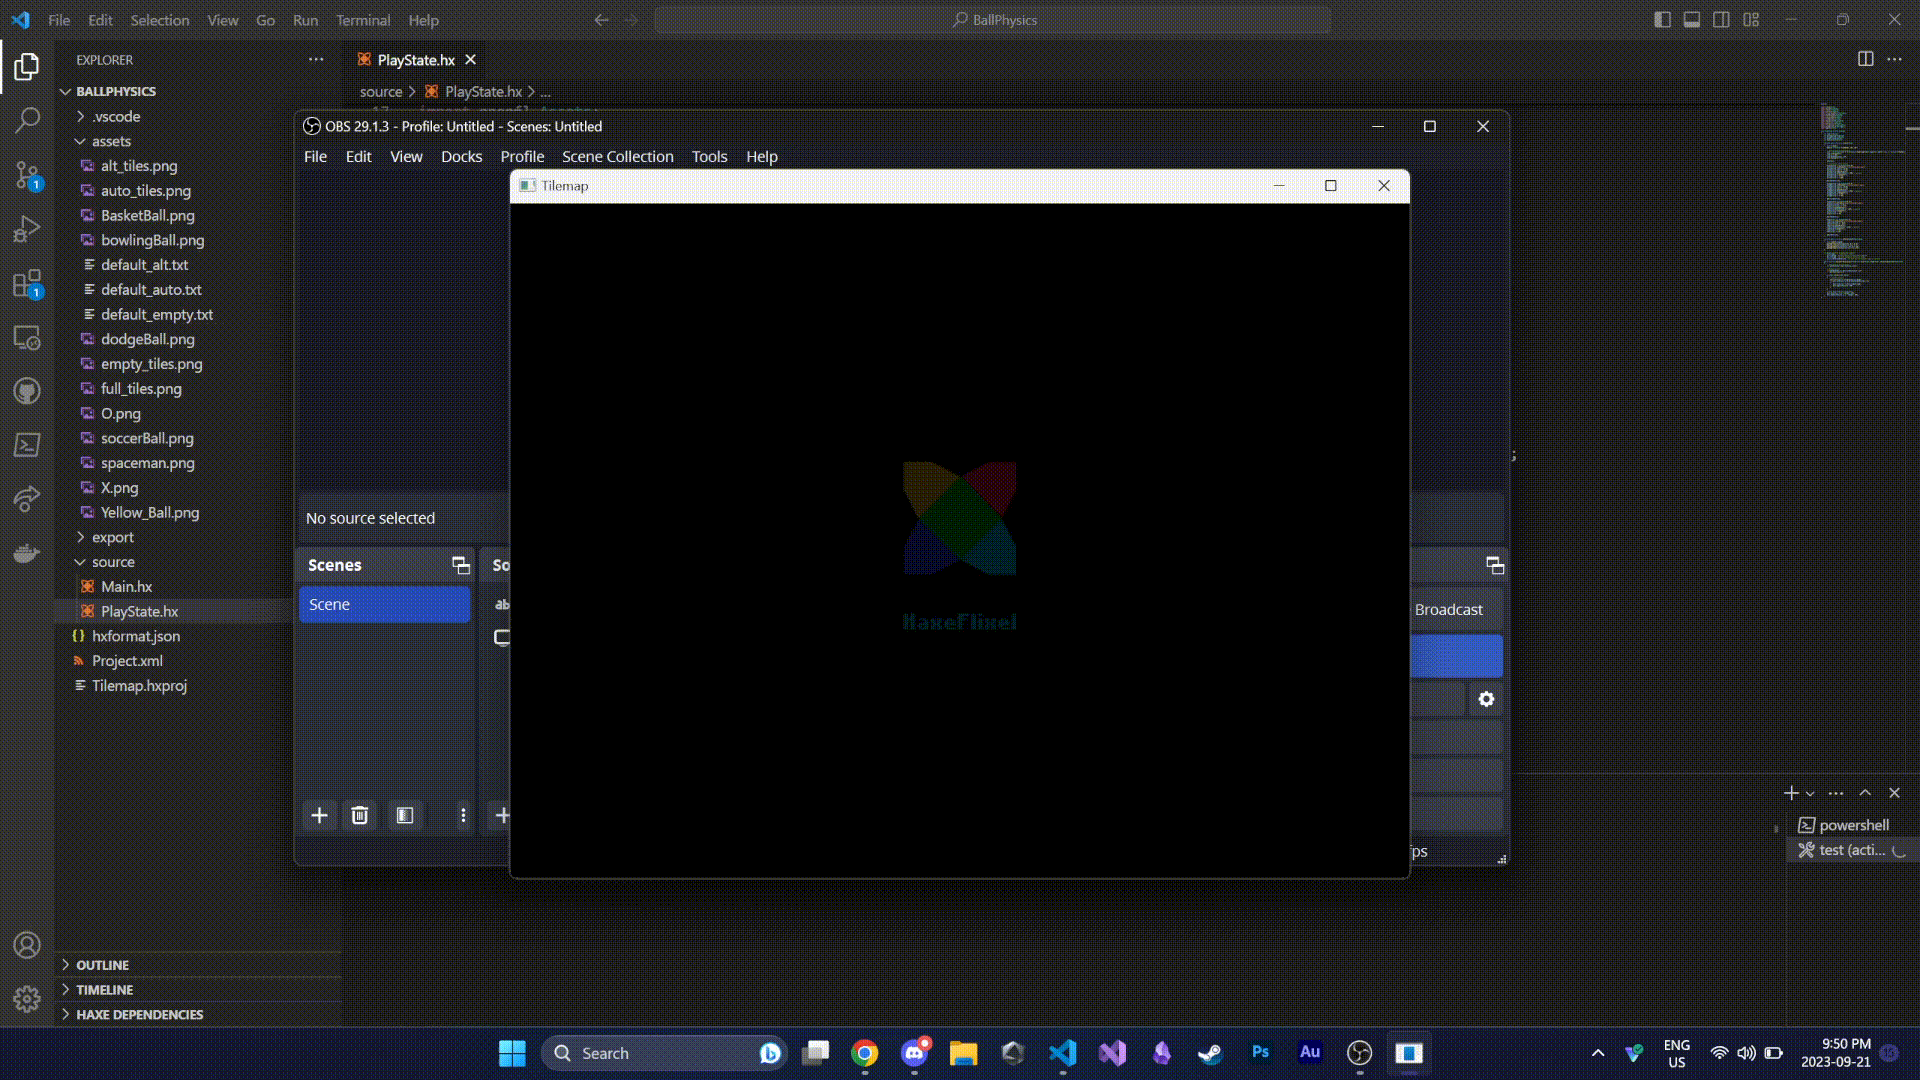 File Edit Selection View Go Run Terminal Help
BallPhysics
EXPLORER
PlayState.hx
BALLPHYSICS
source > PlayState.hx > ...
.vscode
assets
alt_tiles.png
auto_tiles.png
BasketBall.png
bowlingBall.png
default_alt.txt
default_auto.txt
default_empty.txt
dodgeBall.png
empty_tiles.png
full_tiles.png
O.png
soccerBall.png
spaceman.png
X.png
Yellow_Ball.png
export
source
Main.hx
PlayState.hx
hxformat.json
Project.xml
Tilemap.hxproj
OUTLINE
TIMELINE
HAXE DEPENDENCIES
1
1
OBS 29.1.3 - Profile: Untitled - Scenes: Untitled
File Edit View Docks Profile Scene Collection Tools Help
Tilemap
HaxeFlixel
No source selected
Scenes
So
Scene
ab
Broadcast
;
powershell
test (acti...
Search
Ps
Au
ENG
US
9:50 PM
2023-09-21